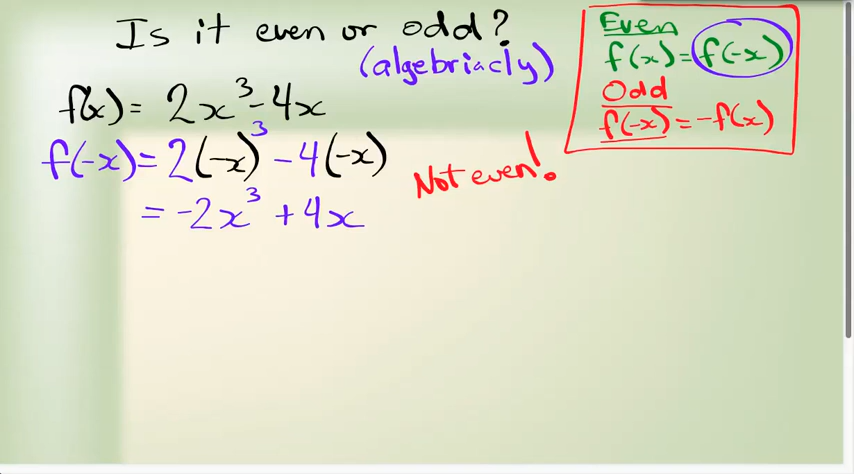 Is it even or odd?
(algebriacly)
f(x) = 2x³ - 4x
f(-x) = 2(-x)³ - 4(-x)
= -2x³ + 4x
Not even!
Even
f(x) = f(-x)
Odd
f(-x) = -f(x)